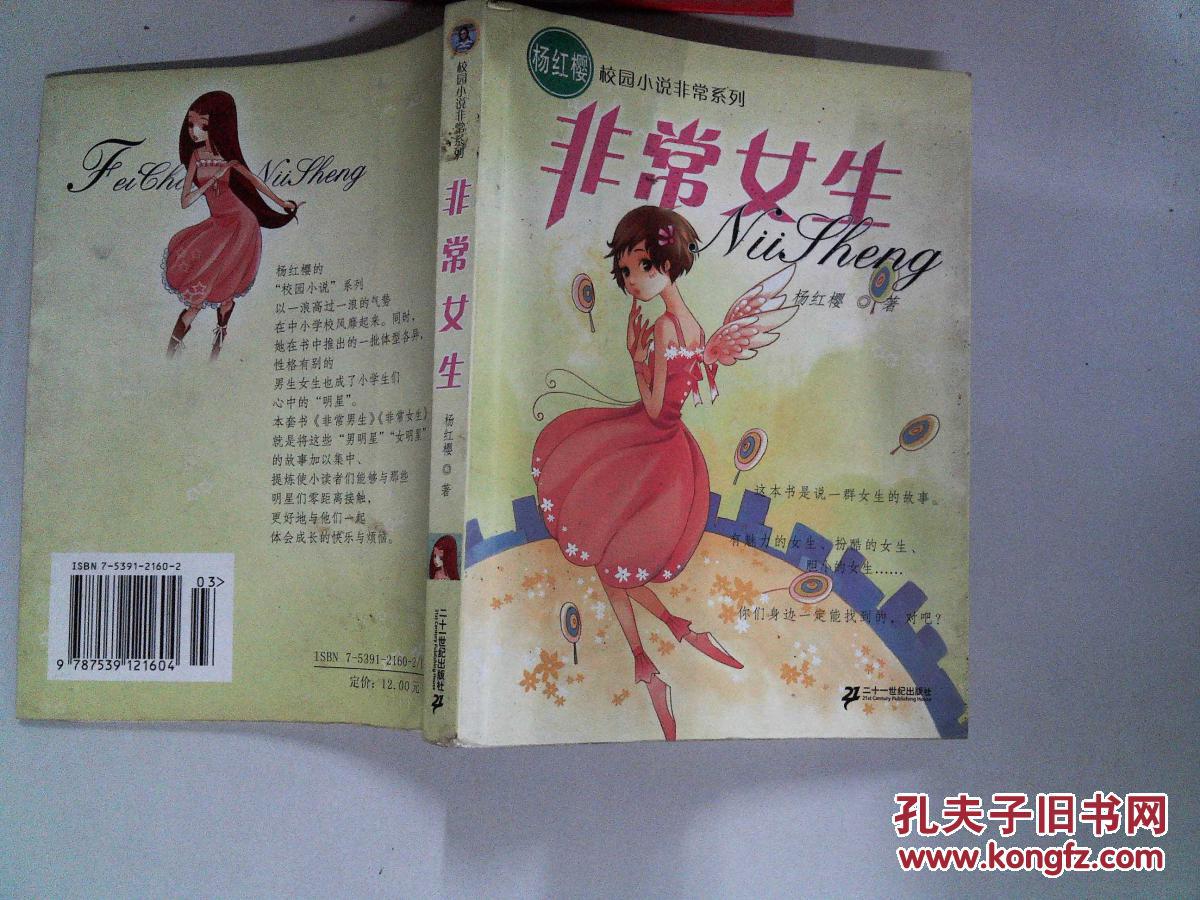 FeiCha NüSheng
杨红樱的
“校园小说”系列
以一浪高过一浪的气势
在中小学校风靡起来。同时,
她在书中推出的一批体型各异,
性格有别的
男生女生也成了小学生们
心中的“明星”。
本套书《非常男生》《非常女生》
就是将这些“男明星”“女明星”
的故事加以集中、
提炼使小读者们能够与那些
明星们零距离接触,
更好地与他们一起
体会成长的快乐与烦恼。
ISBN 7-5391-2160-2
03>
9 787539 121604
ISBN 7-5391-2160-2/
定价: 12.00元
校园小说非常系列
非常女生
杨红樱 著
二十一世纪出版社
21st Century Publishing House
21
杨红樱
校园小说非常系列
非常女生
NüSheng
杨红樱 ◎ 著
这本书是说一群女生的故事。
有魅力的女生、扮酷的女生、
胆小的女生……
你们身边一定能找到的，对吧？
21 二十一世纪出版社
21st Century Publishing House
孔夫子旧书网
www.kongfz.com